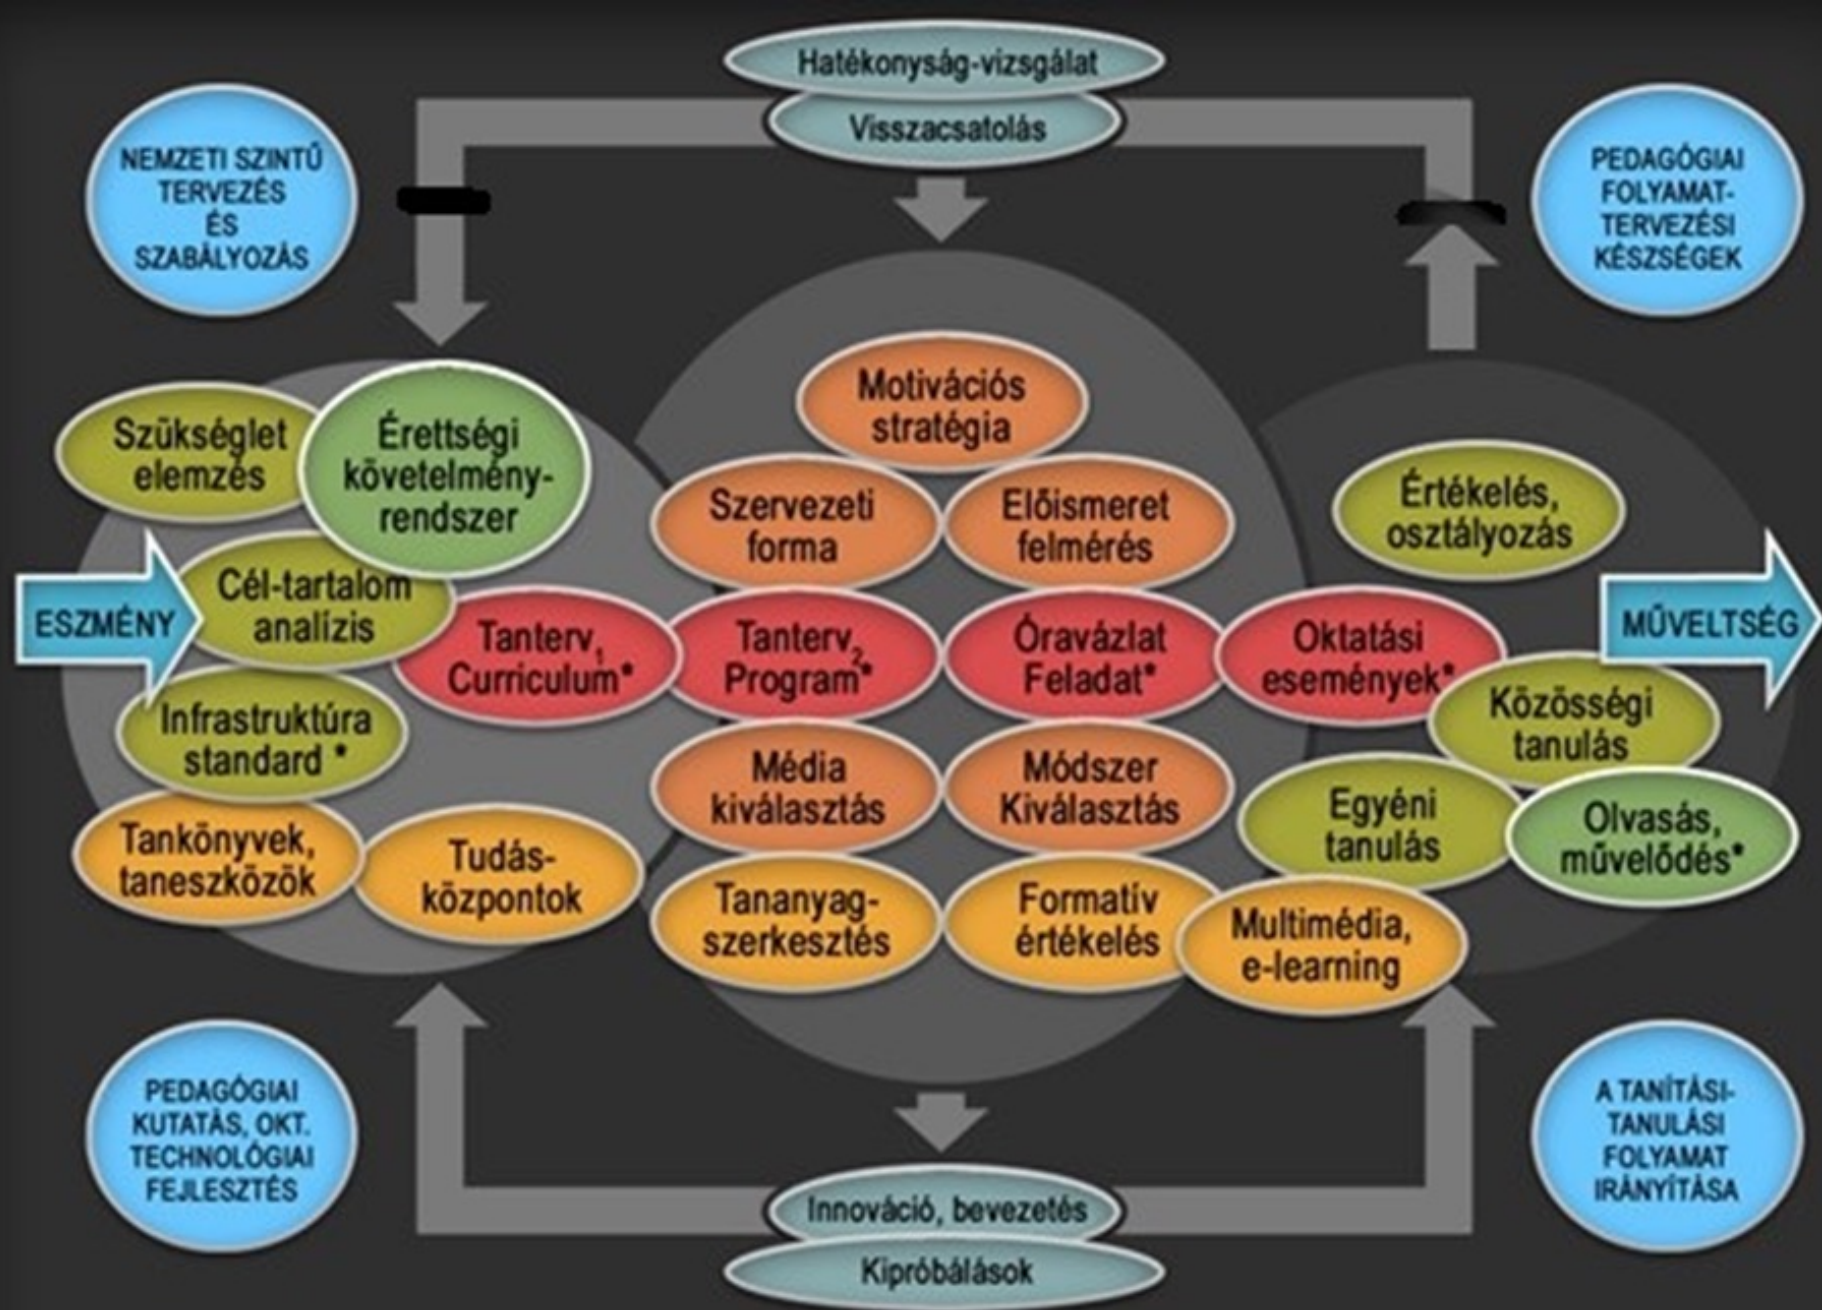 Hatékonyság-vizsgálat
Visszacsatolás
NEMZETI SZINTŰ
TERVEZÉS
ÉS
SZABÁLYOZÁS
PEDAGÓGIAI
FOLYAMAT-
TERVEZÉSI
KÉSZSÉGEK
Szükséglet
elemzés
Érettségi
követelmény-
rendszer
Motivációs
stratégia
Szervezeti
forma
Előismeret
felmérés
Értékelés,
osztályozás
ESZMÉNY
Cél-tartalom
analízis
Tanterv1
Curriculum*
Tanterv2
Program*
Óravázlat
Feladat*
Oktatási
események*
MŰVELTSÉG
Infrastruktúra
standard *
Közösségi
tanulás
Média
kiválasztás
Módszer
Kiválasztás
Egyéni
tanulás
Olvasás,
művelődés*
Tankönyvek,
taneszközök
Tudás-
központok
Tananyag-
szerkesztés
Formatív
értékelés
Multimédia,
e-learning
PEDAGÓGIAI
KUTATÁS, OKT.
TECHNOLÓGIAI
FEJLESZTÉS
A TANÍTÁSI-
TANULÁSI
FOLYAMAT
IRÁNYÍTÁSA
Innováció, bevezetés
Kipróbálások